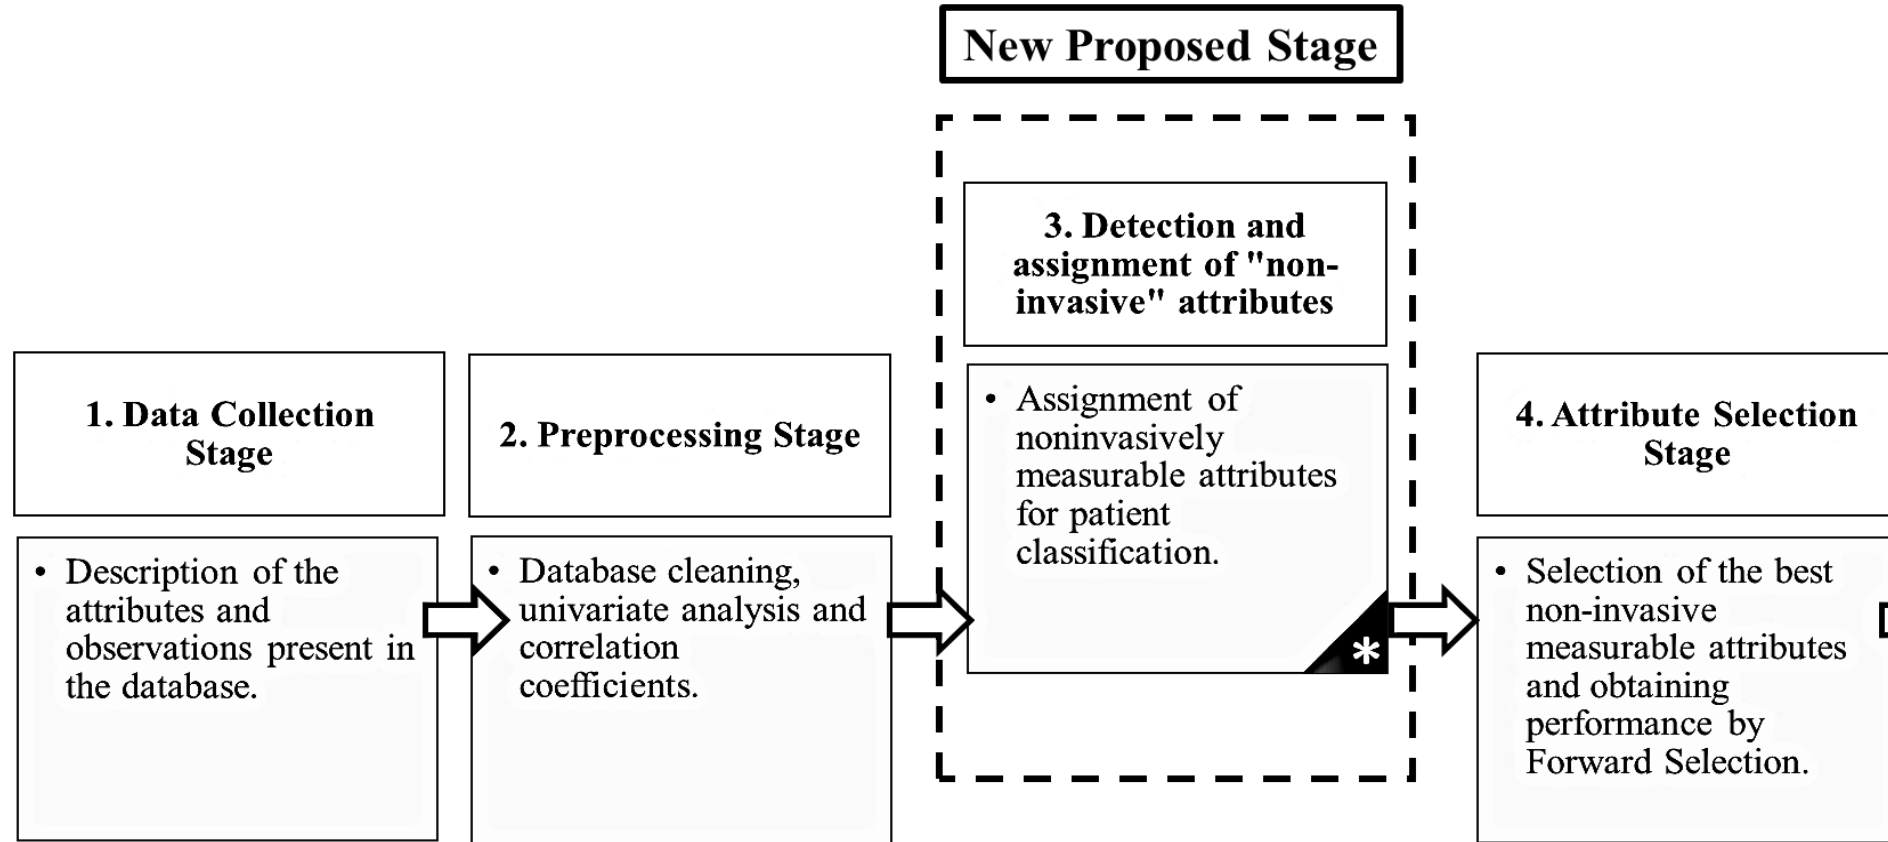 New Proposed Stage
3. Detection and
assignment of "non-
invasive" attributes
1. Data Collection
Stage
2. Preprocessing Stage
4. Attribute Selection
Stage
• Description of the
attributes and
observations present in
the database.
• Database cleaning,
univariate analysis and
correlation
coefficients.
• Assignment of
noninvasively
measurable attributes
for patient
classification.
*
• Selection of the best
non-invasive
measurable attributes
and obtaining
performance by
Forward Selection.